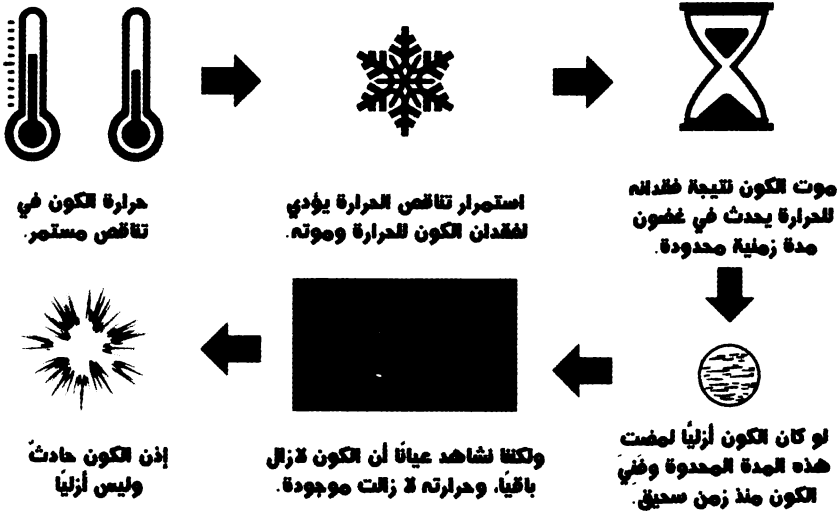 حرارة الكون في
تناقص مستمر.
استمرار تناقص الحرارة يؤدي
لفقدان الكون للحرارة وموته.
موت الكون نتيجة فقدانه
للحرارة يحدث في غضون
مدة زمنية محدودة.
لو كان الكون أزليًا لمضت
هذه المدة المحدوة وفَنِيَ
الكون منذ زمن سحيق.
ولكننا نشاهد عيانًا أن الكون لازال
باقيًا، وحرارته لا زالت موجودة.
إذن الكون حادثٌ
وليس أزليًا